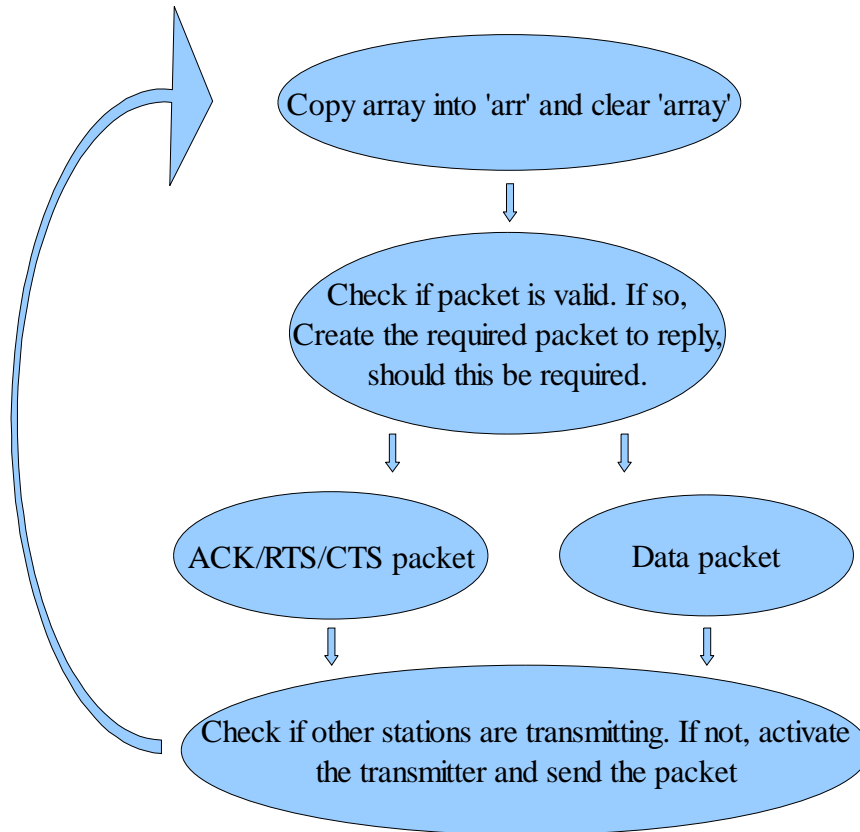 Copy array into 'arr' and clear 'array'
Check if packet is valid. If so,
Create the required packet to reply,
should this be required.
ACK/RTS/CTS packet
Data packet
Check if other stations are transmitting. If not, activate
the transmitter and send the packet